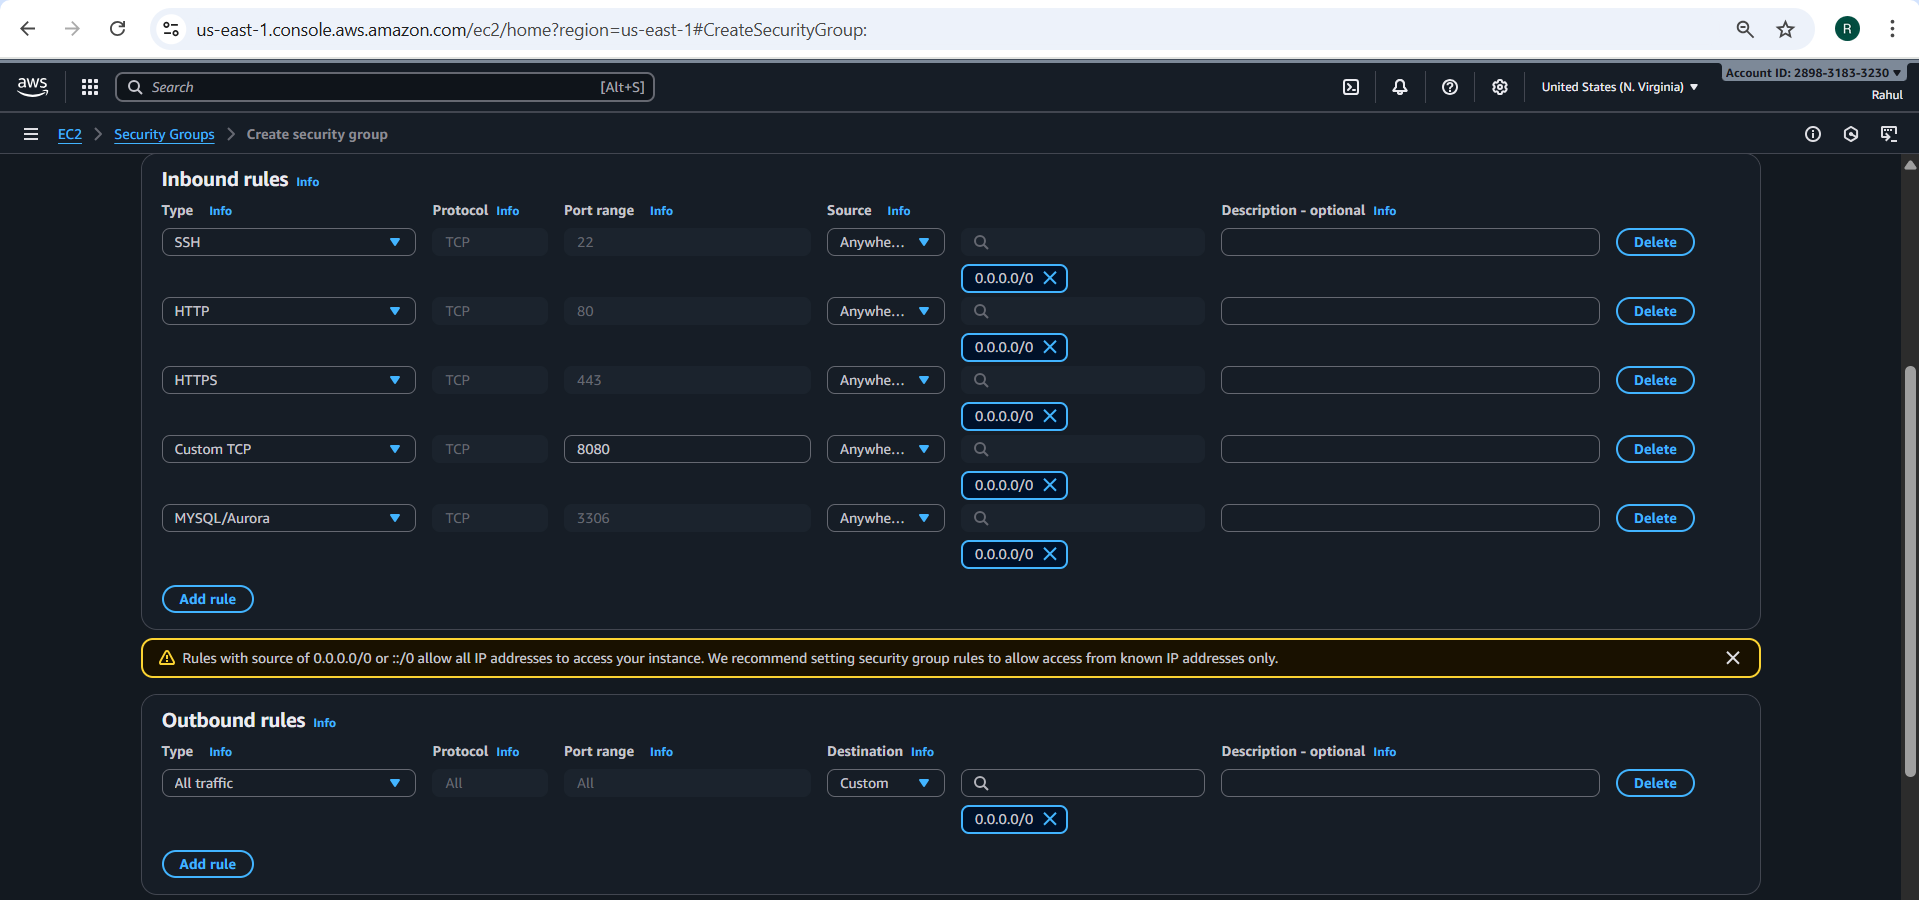 us-east-1.console.aws.amazon.com/ec2/home?region=us-east-1#CreateSecurityGroup:
R
aws
Search [Alt+S]
United States (N. Virginia)
Account ID: 2898-3183-3230
Rahul
EC2 Security Groups Create security group
Inbound rules Info
Type Info Protocol Info Port range Info Source Info Description - optional Info
SSH TCP 22 Anywhe... Delete
0.0.0.0/0
HTTP TCP 80 Anywhe... Delete
0.0.0.0/0
HTTPS TCP 443 Anywhe... Delete
0.0.0.0/0
Custom TCP TCP 8080 Anywhe... Delete
0.0.0.0/0
MYSQL/Aurora TCP 3306 Anywhe... Delete
0.0.0.0/0
Add rule
Rules with source of 0.0.0.0/0 or ::/0 allow all IP addresses to access your instance. We recommend setting security group rules to allow access from known IP addresses only.
Outbound rules Info
Type Info Protocol Info Port range Info Destination Info Description - optional Info
All traffic All All Custom Delete
0.0.0.0/0
Add rule